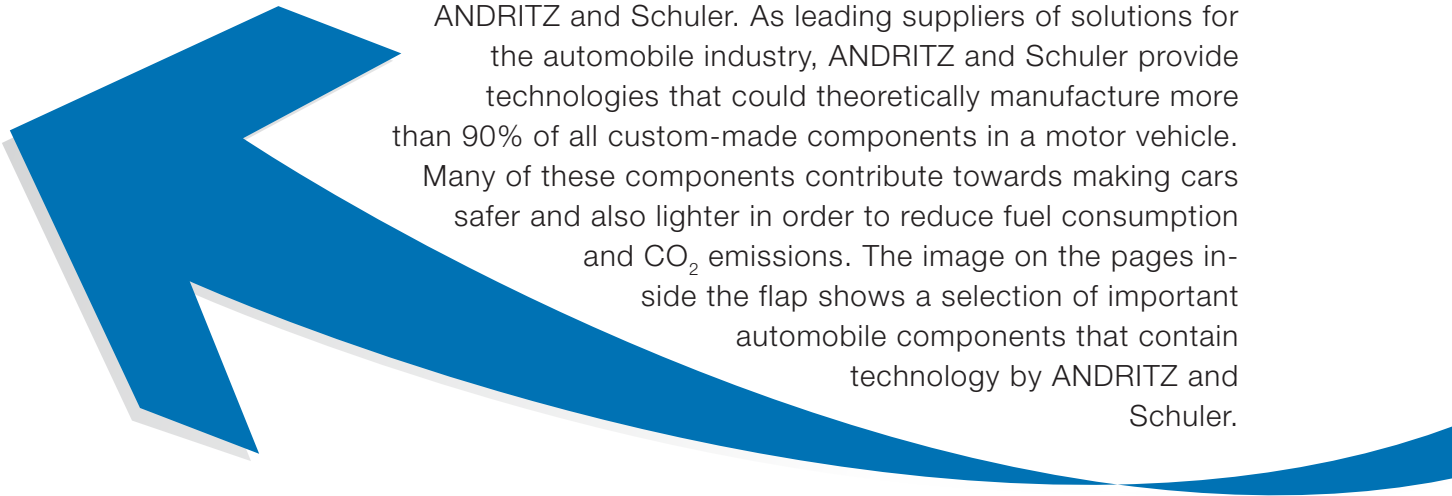 ANDRITZ and Schuler. As leading suppliers of solutions for
the automobile industry, ANDRITZ and Schuler provide
technologies that could theoretically manufacture more
than 90% of all custom-made components in a motor vehicle.
Many of these components contribute towards making cars
safer and also lighter in order to reduce fuel consumption
and CO₂ emissions. The image on the pages in-
side the flap shows a selection of important
automobile components that contain
technology by ANDRITZ and
Schuler.